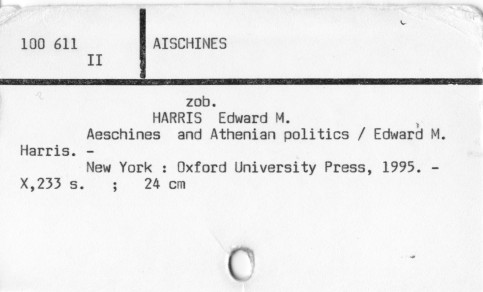 100 611 AISCHINES
II
zob.
HARRIS Edward M.
Aeschines and Athenian politics / Edward M.
Harris. -
New York : Oxford University Press, 1995. -
X,233 s. ; 24 cm